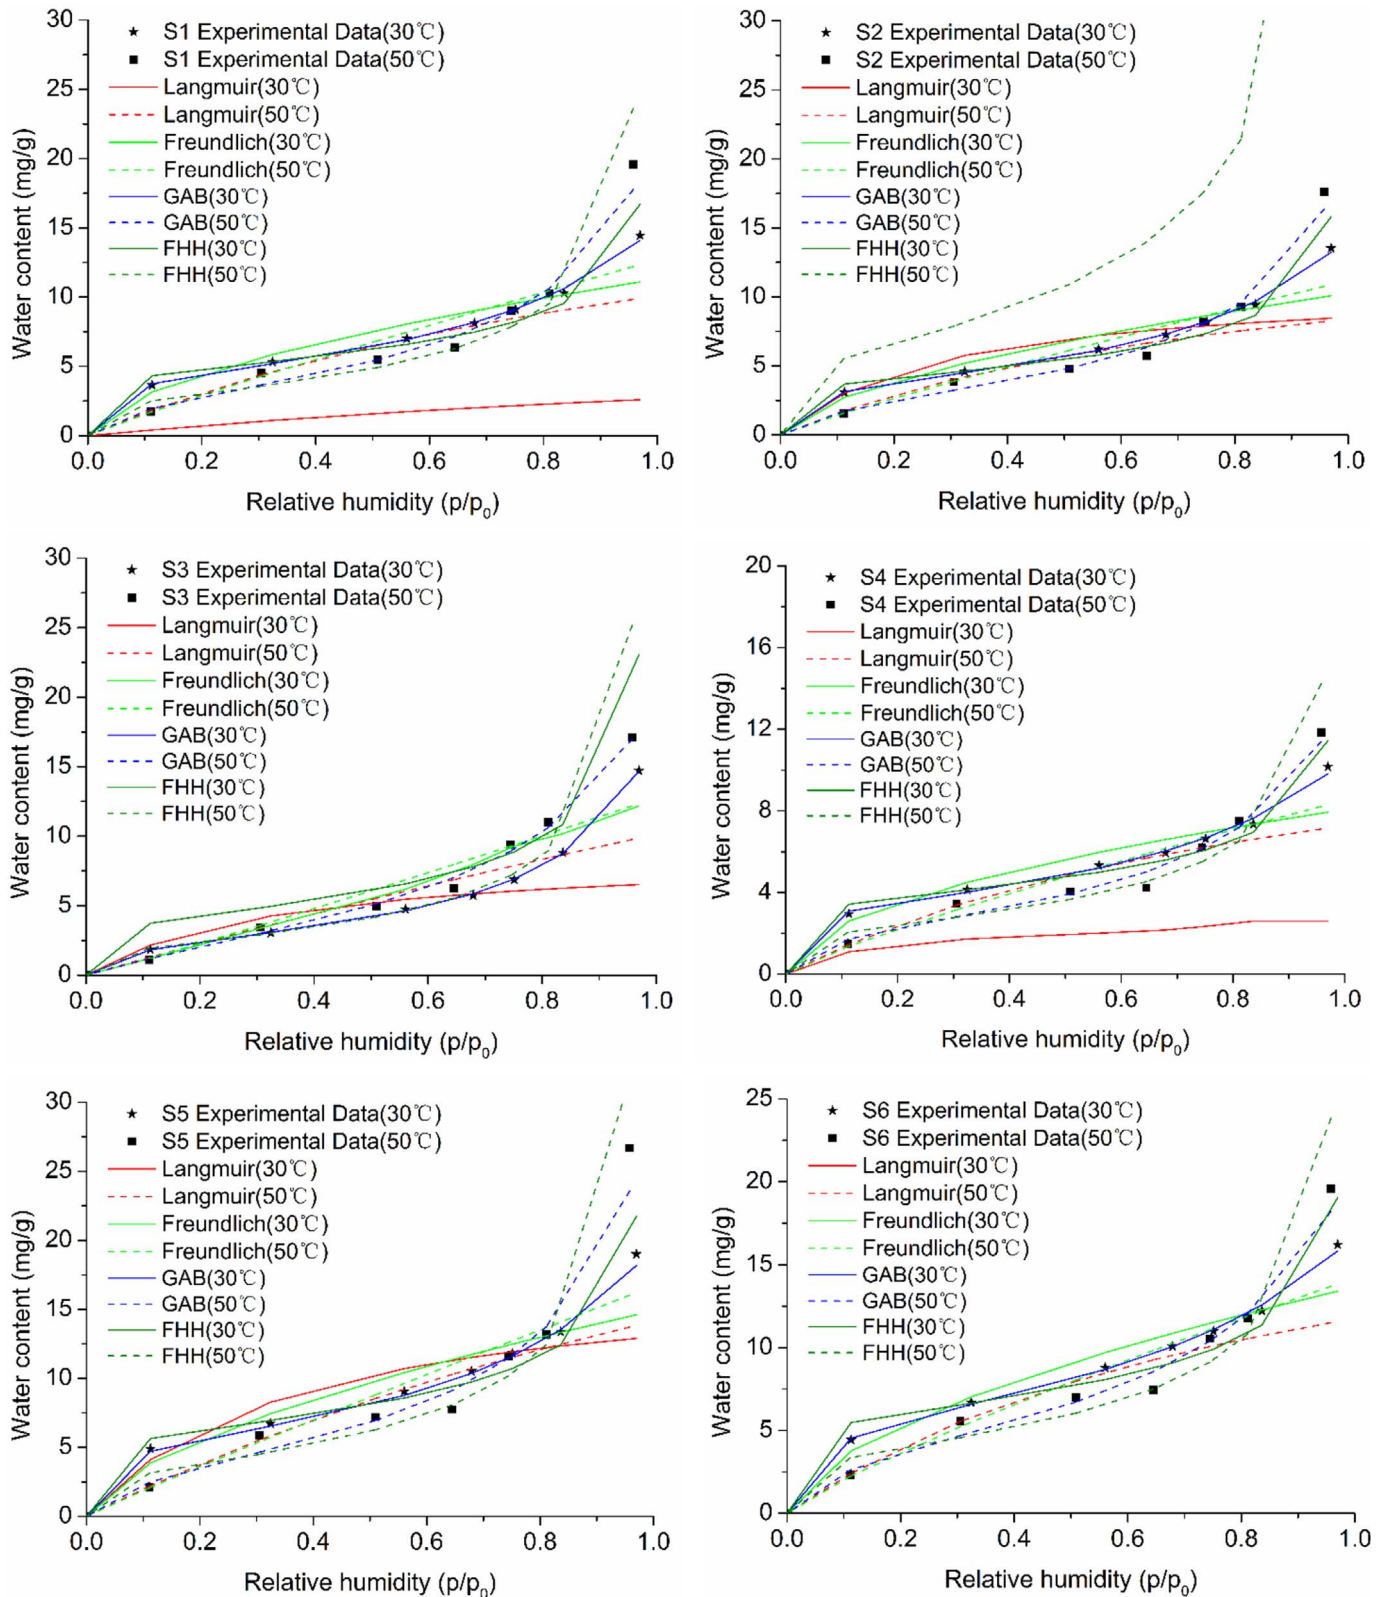 30
25
20
15
10
5
0
Water content (mg/g)
S1 Experimental Data(30℃)
S1 Experimental Data(50℃)
Langmuir(30℃)
Langmuir(50℃)
Freundlich(30℃)
Freundlich(50℃)
GAB(30℃)
GAB(50℃)
FHH(30℃)
FHH(50℃)
0.0 0.2 0.4 0.6 0.8 1.0
Relative humidity (p/p₀)
30
25
20
15
10
5
0
Water content (mg/g)
S2 Experimental Data(30℃)
S2 Experimental Data(50℃)
Langmuir(30℃)
Langmuir(50℃)
Freundlich(30℃)
Freundlich(50℃)
GAB(30℃)
GAB(50℃)
FHH(30℃)
FHH(50℃)
0.0 0.2 0.4 0.6 0.8 1.0
Relative humidity (p/p₀)
30
25
20
15
10
5
0
Water content (mg/g)
S3 Experimental Data(30℃)
S3 Experimental Data(50℃)
Langmuir(30℃)
Langmuir(50℃)
Freundlich(30℃)
Freundlich(50℃)
GAB(30℃)
GAB(50℃)
FHH(30℃)
FHH(50℃)
0.0 0.2 0.4 0.6 0.8 1.0
Relative humidity (p/p₀)
20
16
12
8
4
0
Water content (mg/g)
S4 Experimental Data(30℃)
S4 Experimental Data(50℃)
Langmuir(30℃)
Langmuir(50℃)
Freundlich(30℃)
Freundlich(50℃)
GAB(30℃)
GAB(50℃)
FHH(30℃)
FHH(50℃)
0.0 0.2 0.4 0.6 0.8 1.0
Relative humidity (p/p₀)
30
25
20
15
10
5
0
Water content (mg/g)
S5 Experimental Data(30℃)
S5 Experimental Data(50℃)
Langmuir(30℃)
Langmuir(50℃)
Freundlich(30℃)
Freundlich(50℃)
GAB(30℃)
GAB(50℃)
FHH(30℃)
FHH(50℃)
0.0 0.2 0.4 0.6 0.8 1.0
Relative humidity (p/p₀)
25
20
15
10
5
0
Water content (mg/g)
S6 Experimental Data(30℃)
S6 Experimental Data(50℃)
Langmuir(30℃)
Langmuir(50℃)
Freundlich(30℃)
Freundlich(50℃)
GAB(30℃)
GAB(50℃)
FHH(30℃)
FHH(50℃)
0.0 0.2 0.4 0.6 0.8 1.0
Relative humidity (p/p₀)